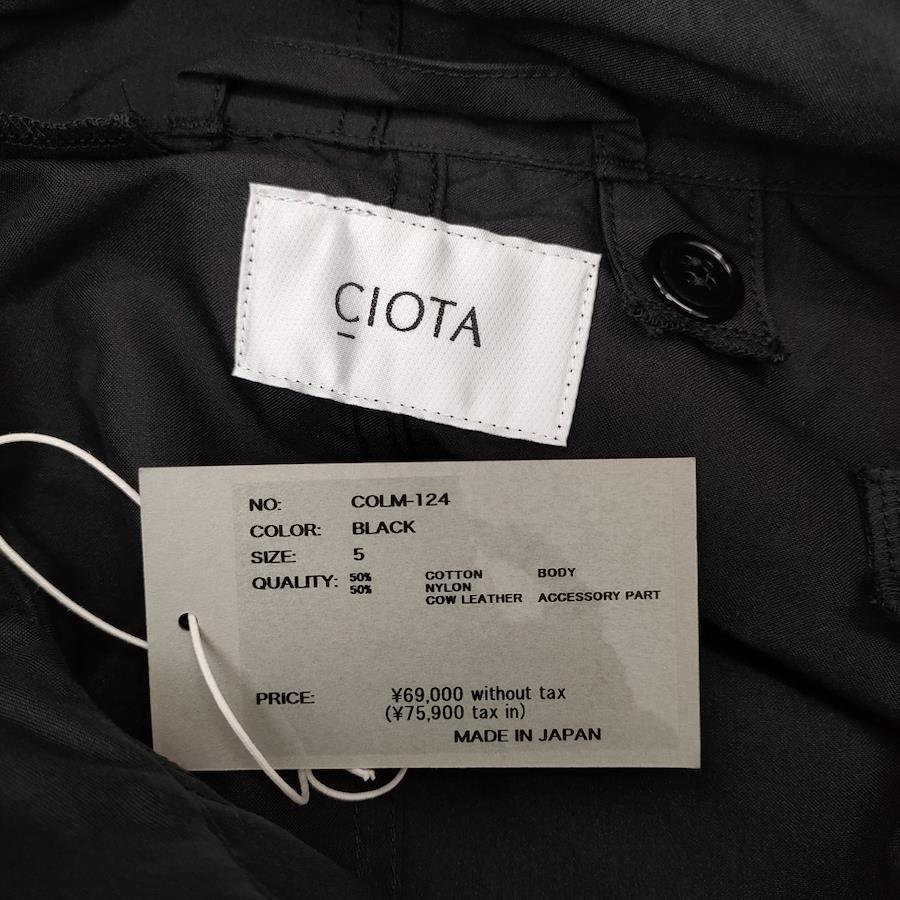 CIOTA
NO: COLM-124
COLOR: BLACK
SIZE: 5
QUALITY: 50% COTTON BODY
50% NYLON
COW LEATHER ACCESSORY PART
PRICE: ¥69,000 without tax
(¥75,900 tax in)
MADE IN JAPAN